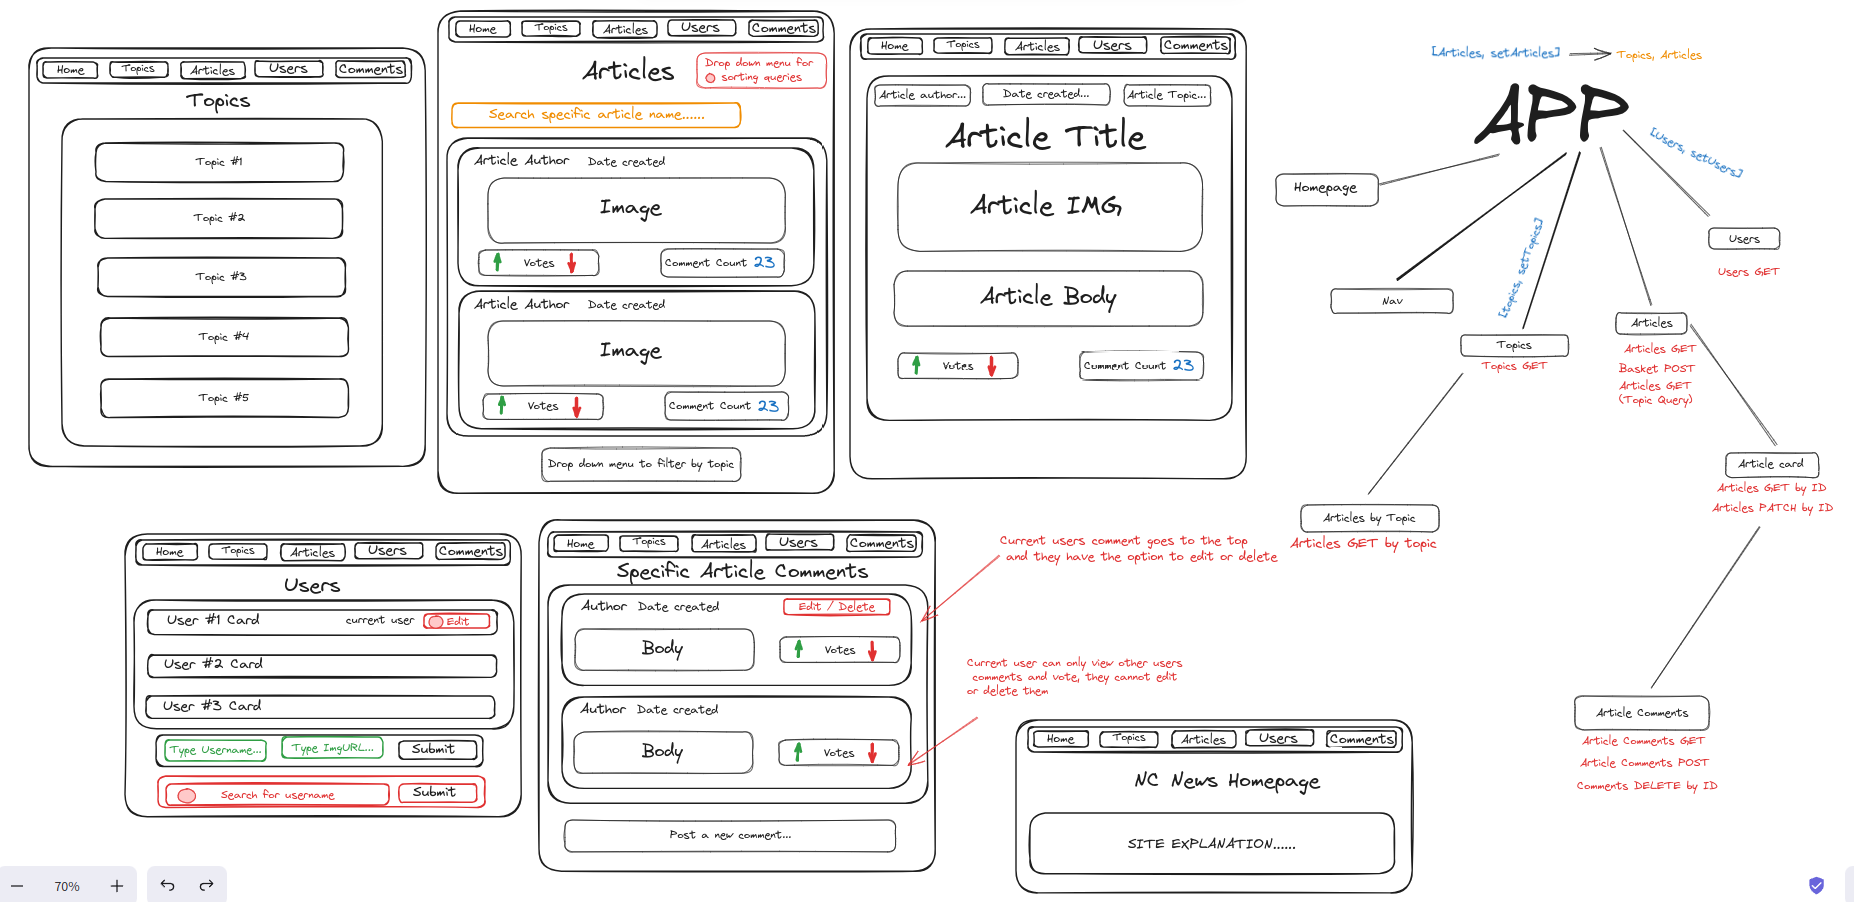 Home Topics Articles Users Comments
Topics
Topic #1
Topic #2
Topic #3
Topic #4
Topic #5
Home Topics Articles Users Comments
Articles
Drop down menu for
sorting queries
Search specific article name......
Article Author Date created
Image
Votes
Comment Count 23
Article Author Date created
Image
Votes
Comment Count 23
Drop down menu to filter by topic
Home Topics Articles Users Comments
Article author... Date created... Article Topic...
Article Title
Article IMG
Article Body
Votes
Comment Count 23
[Articles, setArticles]
Topics, Articles
APP
[Users, setUsers]
Homepage
Users
Users GET
[topics, setTopics]
Nav
Articles
Articles GET
Basket POST
Articles GET
(Topic Query)
Topics
Topics GET
Article card
Articles GET by ID
Articles PATCH by ID
Articles by Topic
Articles GET by topic
Article Comments
Article Comments GET
Article Comments POST
Comments DELETE by ID
Home Topics Articles Users Comments
Users
User #1 Card
current user
Edit
User #2 Card
User #3 Card
Type Username... Type ImgURL... Submit
Search for username
Submit
Home Topics Articles Users Comments
Specific Article Comments
Author Date created
Edit / Delete
Body
Votes
Author Date created
Body
Votes
Post a new comment...
Current users comment goes to the top
and they have the option to edit or delete
Current user can only view other users
comments and vote, they cannot edit
or delete them
Home Topics Articles Users Comments
NC News Homepage
SITE EXPLANATION......
70%